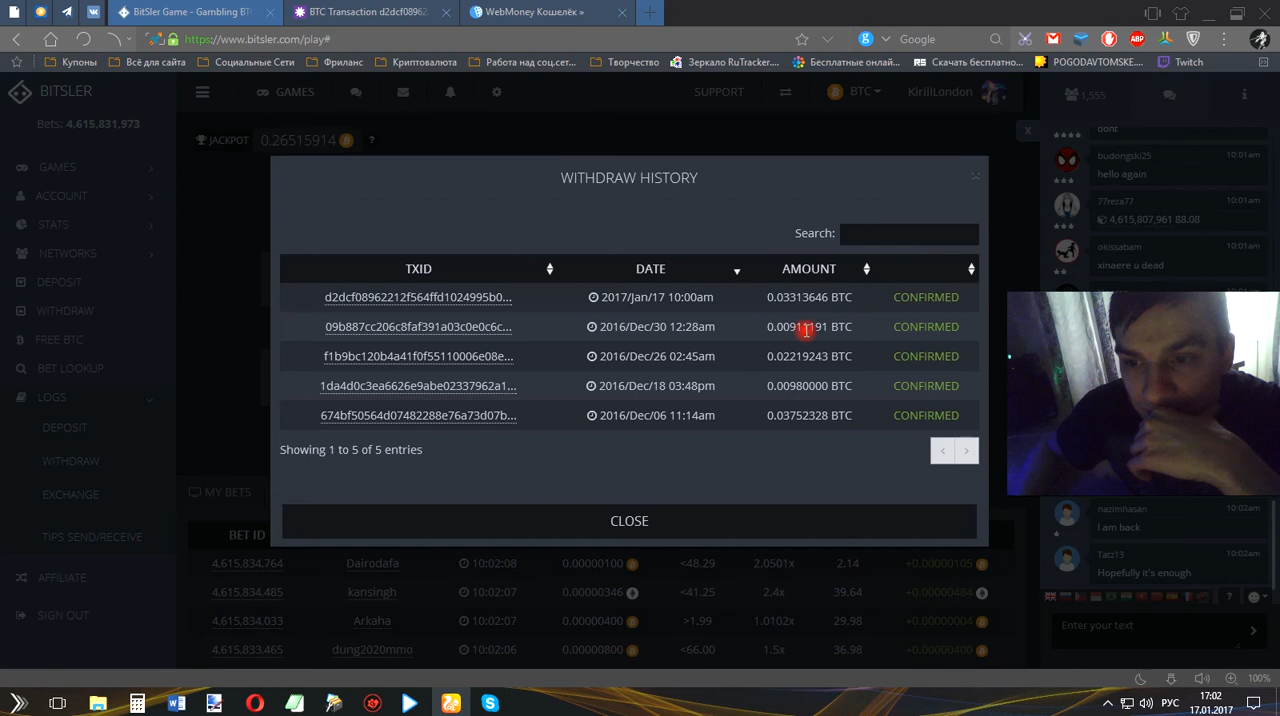 BitSler Game - Gambling BT
BTC Transaction d2dcf0896
WebMoney Кошелёк »
https://www.bitsler.com/play#
Google
Купоны
Всё для сайта
Социальные Сети
Фриланс
Криптовалюта
Работа над соц.сет...
Творчество
Зеркало RuTracker...
Бесплатные онлай...
RE Скачать бесплатно...
POGODAVTOMSKE....
Twitch
BITSLER
GAMES
SUPPORT
BTC
KirillLondon
1,555
Bets: 4,615,831,973
JACKPOT 0.26515914 ?
GAMES
ACCOUNT
STATS
NETWORKS
DEPOSIT
WITHDRAW
FREE BTC
BET LOOKUP
LOGS
DEPOSIT
WITHDRAW
EXCHANGE
TIPS SEND/RECEIVE
AFFILIATE
SIGN OUT
WITHDRAW HISTORY
Search:
TXID DATE AMOUNT
d2dcf08962212f564ffd1024995b0... 2017/Jan/17 10:00am 0.03313646 BTC CONFIRMED
09b887cc206c8faf391a03c0e0c6c... 2016/Dec/30 12:28am BTC CONFIRMED
f1b9bc120b4a41f0f55110006e08e... 2016/Dec/26 02:45am 0.02219243 BTC CONFIRMED
1da4d0c3ea6626e9abe02337962a1... 2016/Dec/18 03:48pm 0.00980000 BTC CONFIRMED
674bf50564d07482288e76a73d07b... 2016/Dec/06 11:14am 0.03752328 BTC CONFIRMED
Showing 1 to 5 of 5 entries
CLOSE
MY BETS
BET ID
4,615,834,764 Dairodafa 10:02:08 0.00000100 <48.29 2.0501x 2.14 +0.00000105
4,615,834,485 kansingh 10:02:07 0.00000346 <41.25 2.4x 39.64 +0.00000484
4,615,834,033 Arkaha 10:02:07 0.00000400 >1.99 1.0102x 29.98 +0.00000004
4,615,833,465 dung2020mmo 10:02:06 0.00000800 <66.00 1.5x 36.98 +0.00000400
x
dont
budongski25 10:01am
hello again
77reza77 10:01am
4,615,807,961 88.08
okissabam 10:01am
xinaere u dead
nazimhasan 10:02am
I am back
Tatz13 10:02am
Hopefully it's enough
?
Enter your text
100%
РУС
17:02
17.01.2017